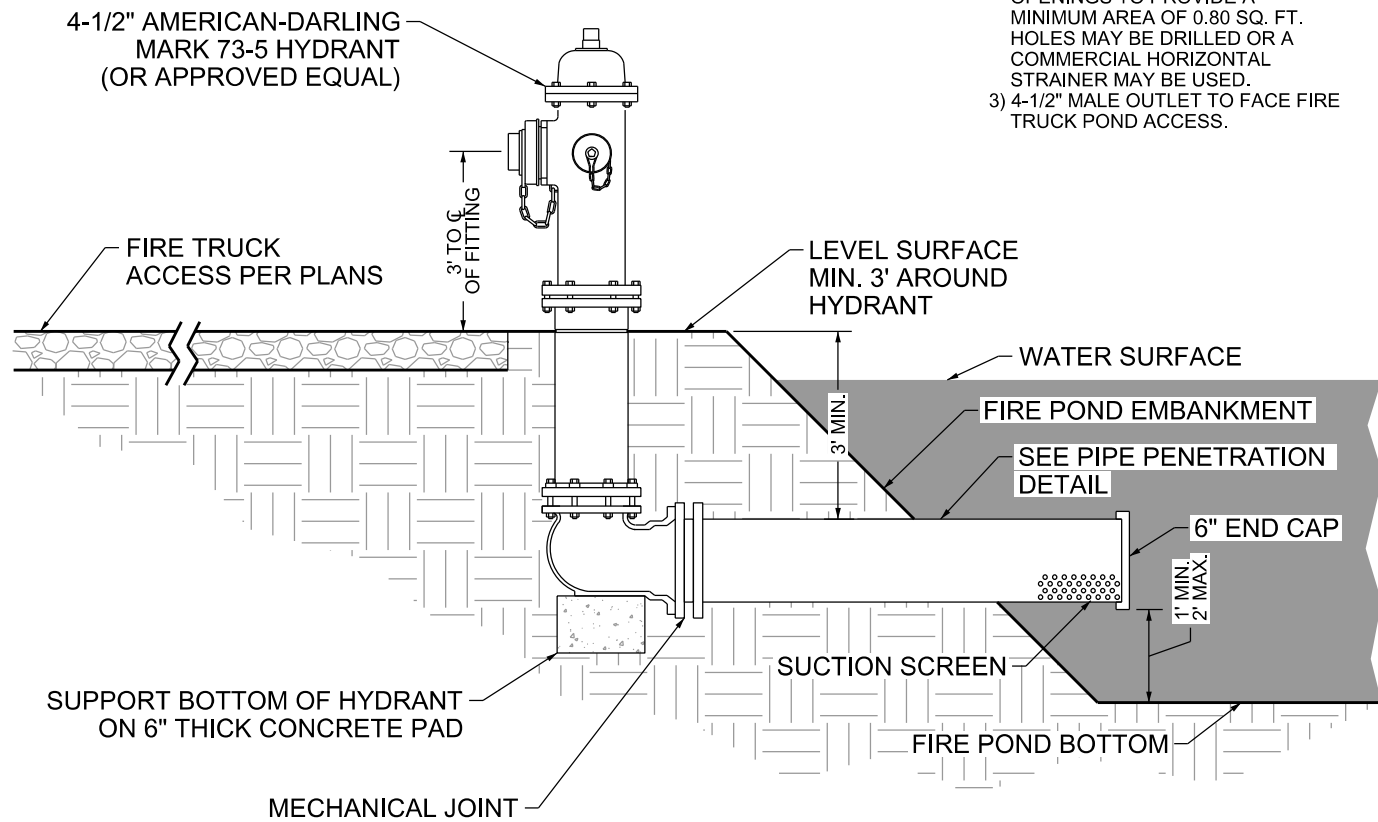 4-1/2" AMERICAN-DARLING
MARK 73-5 HYDRANT
(OR APPROVED EQUAL)
OPENINGS TO PROVIDE A
MINIMUM AREA OF 0.80 SQ. FT.
HOLES MAY BE DRILLED OR A
COMMERCIAL HORIZONTAL
STRAINER MAY BE USED.
3) 4-1/2" MALE OUTLET TO FACE FIRE
TRUCK POND ACCESS.
3' TO ℄
OF FITTING
FIRE TRUCK
ACCESS PER PLANS
LEVEL SURFACE
MIN. 3' AROUND
HYDRANT
WATER SURFACE
3' MIN.
FIRE POND EMBANKMENT
SEE PIPE PENETRATION
DETAIL
6" END CAP
1' MIN.
2' MAX.
SUCTION SCREEN
SUPPORT BOTTOM OF HYDRANT
ON 6" THICK CONCRETE PAD
FIRE POND BOTTOM
MECHANICAL JOINT